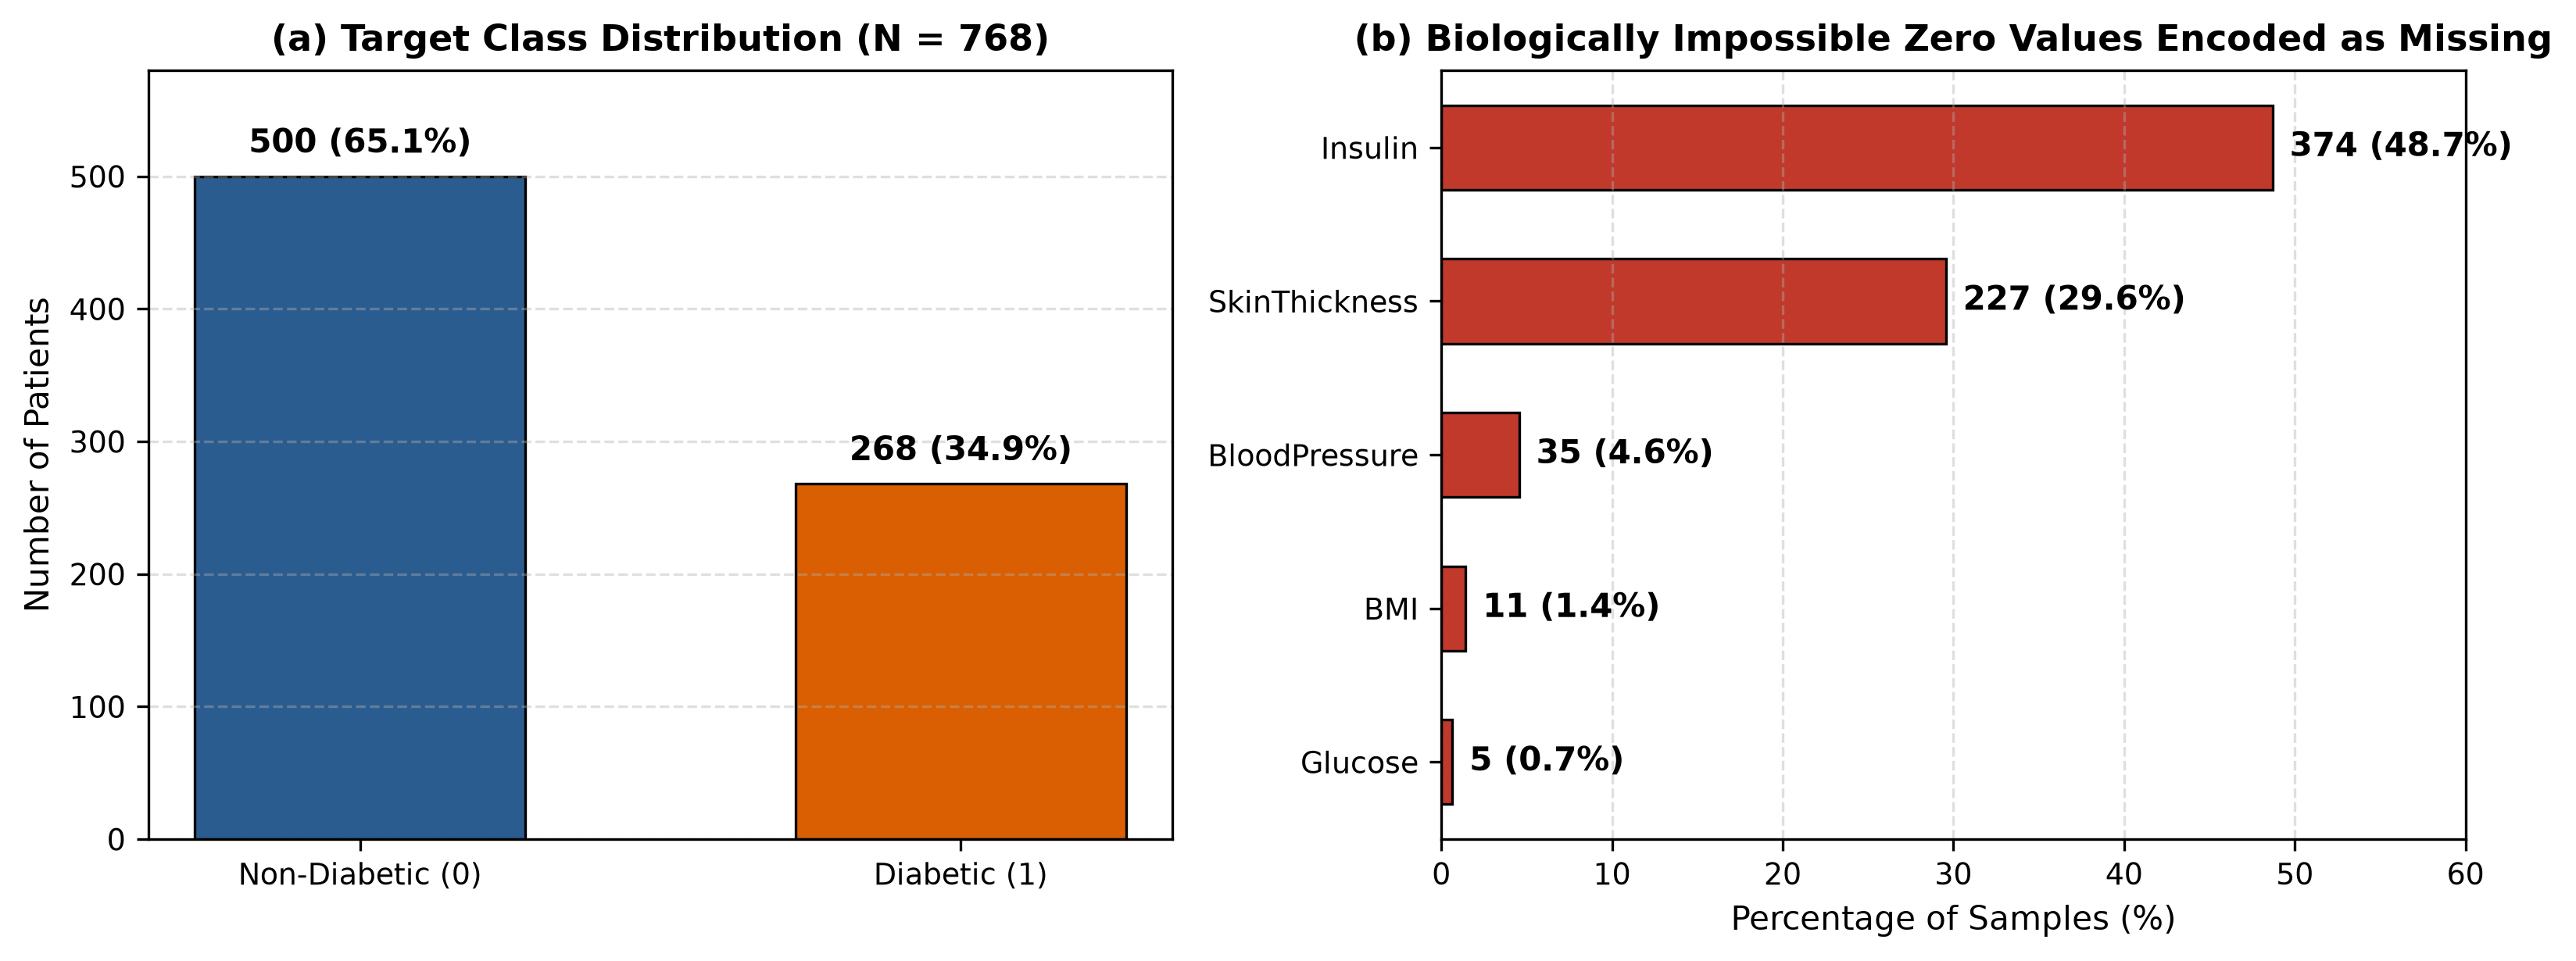 (a) Target Class Distribution (N = 768)
Number of Patients
500
400
300
200
100
0
500 (65.1%)
268 (34.9%)
Non-Diabetic (0)
Diabetic (1)
(b) Biologically Impossible Zero Values Encoded as Missing
Insulin
374 (48.7%)
SkinThickness
227 (29.6%)
BloodPressure
35 (4.6%)
BMI
11 (1.4%)
Glucose
5 (0.7%)
0 10 20 30 40 50 60
Percentage of Samples (%)